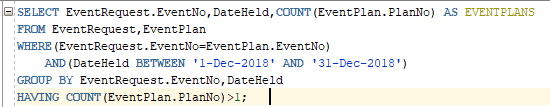 SELECT EventRequest.EventNo,DateHeld,COUNT(EventPlan.PlanNo) AS EVENTPLANS
FROM EventRequest,EventPlan
WHERE(EventRequest.EventNo=EventPlan.EventNo)
AND(DateHeld BETWEEN '1-Dec-2018' AND '31-Dec-2018')
GROUP BY EventRequest.EventNo,DateHeld
HAVING COUNT(EventPlan.PlanNo)>1;